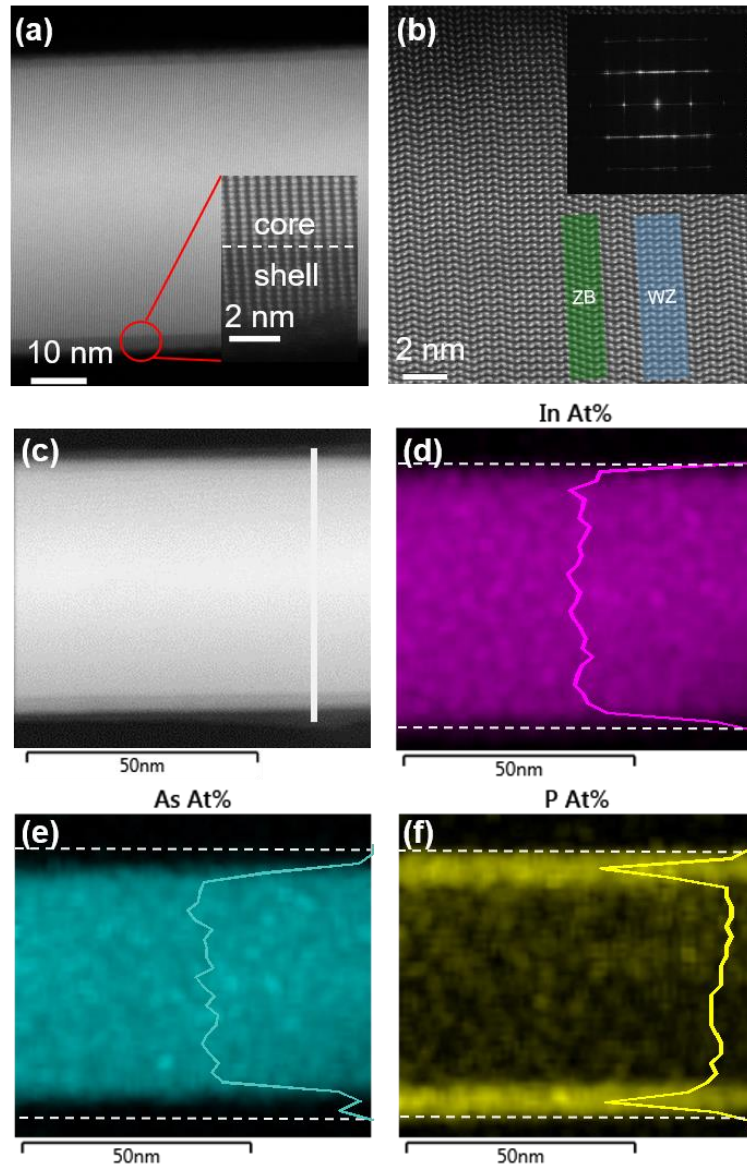 (a)
core
shell
2 nm
10 nm
(b)
ZB
WZ
2 nm
(c)
50nm
In At%
(d)
50nm
As At%
(e)
50nm
P At%
(f)
50nm